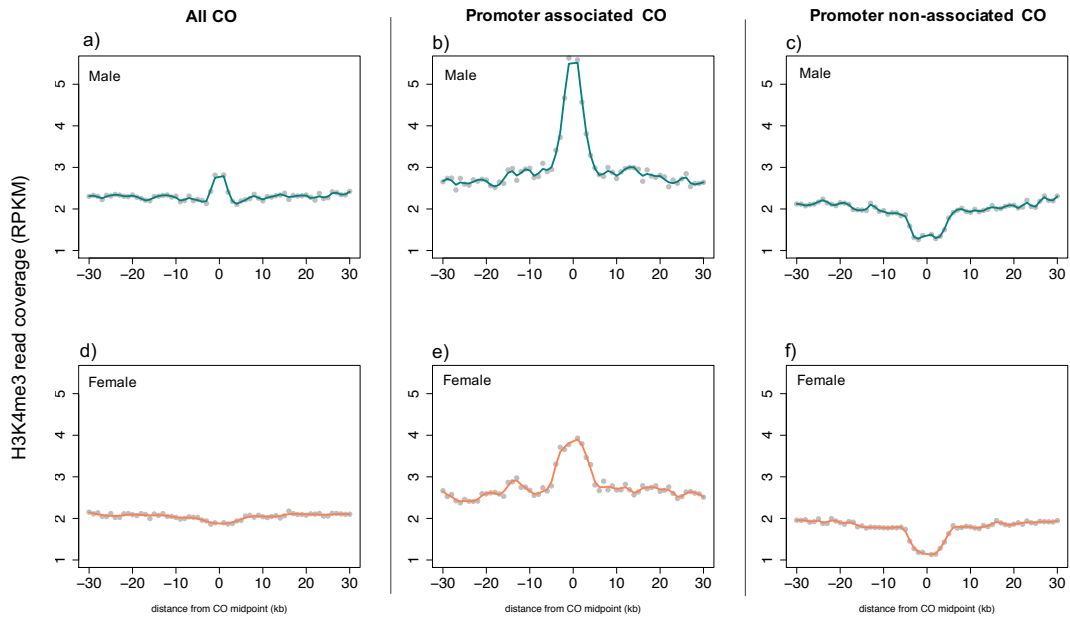 All CO
Promoter associated CO
Promoter non-associated CO
a)
b)
c)
Male
Male
Male
5
4
3
2
1
5
4
3
2
1
5
4
3
2
1
−30 −20 −10 0 10 20 30
−30 −20 −10 0 10 20 30
−30 −20 −10 0 10 20 30
H3K4me3 read coverage (RPKM)
d)
e)
f)
Female
Female
Female
5
4
3
2
1
5
4
3
2
1
5
4
3
2
1
−30 −20 −10 0 10 20 30
−30 −20 −10 0 10 20 30
−30 −20 −10 0 10 20 30
distance from CO midpoint (kb)
distance from CO midpoint (kb)
distance from CO midpoint (kb)